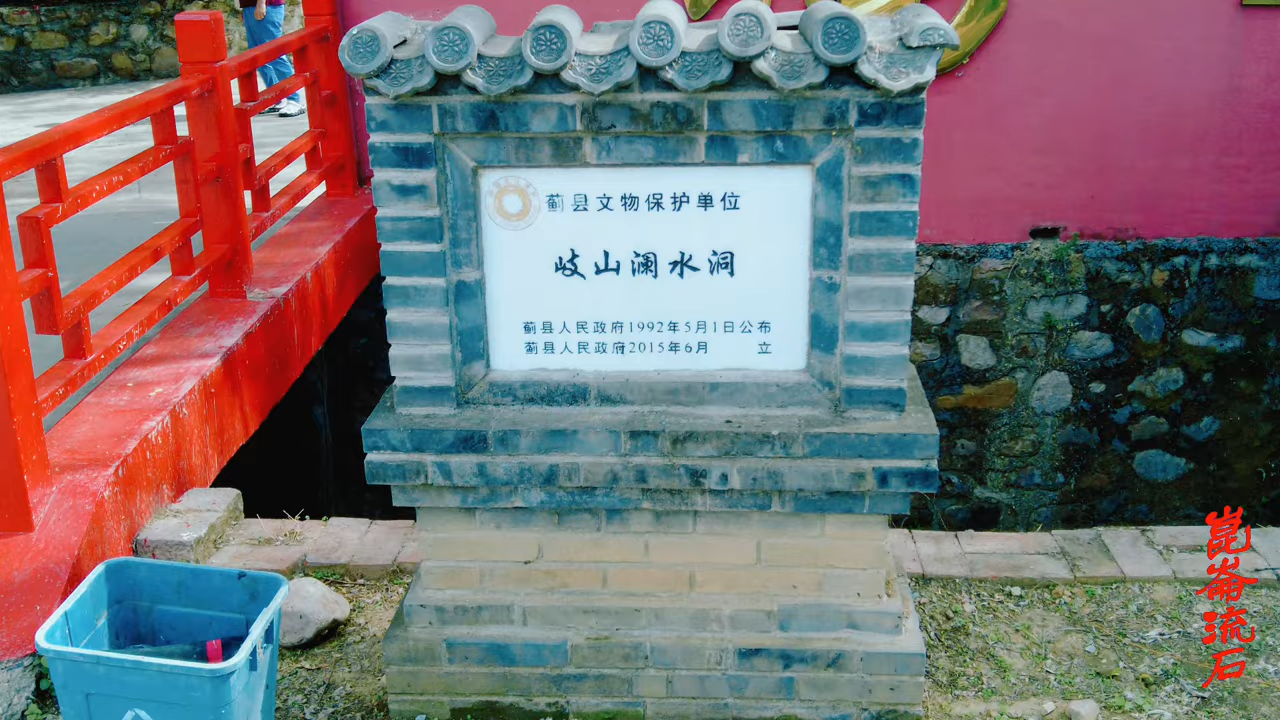 蓟县文物保护单位
岐山澜水洞
蓟县人民政府1992年5月1日公布
蓟县人民政府2015年6月 立
崑崙流石